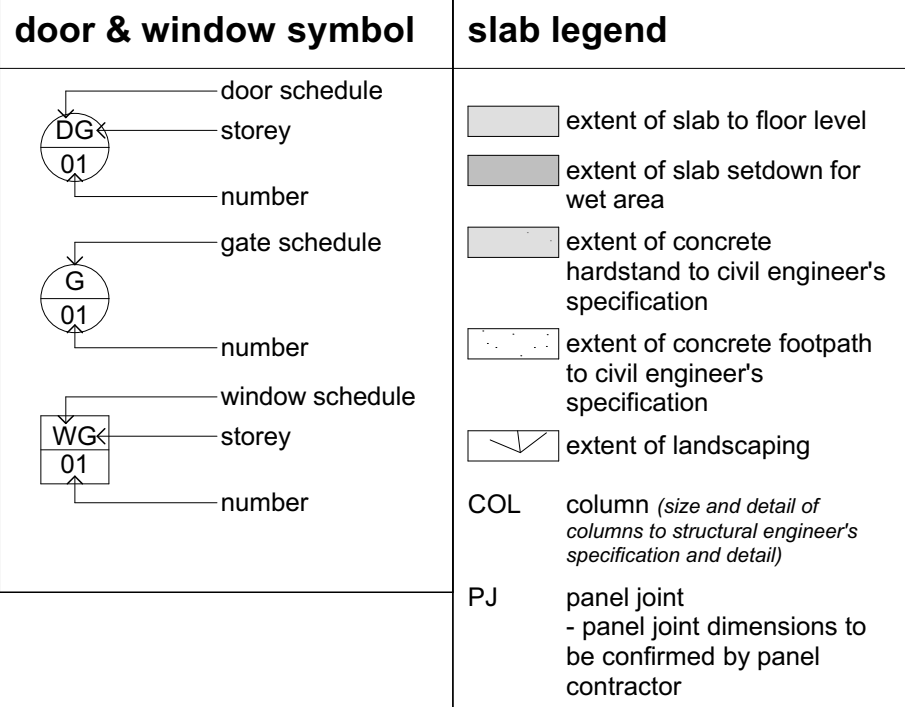 door & window symbol
door schedule
DG
storey
01
number
gate schedule
G
01
number
window schedule
WG
storey
01
number
slab legend
extent of slab to floor level
extent of slab setdown for
wet area
extent of concrete
hardstand to civil engineer's
specification
extent of concrete footpath
to civil engineer's
specification
extent of landscaping
COL column (size and detail of
columns to structural engineer's
specification and detail)
PJ panel joint
- panel joint dimensions to
be confirmed by panel
contractor